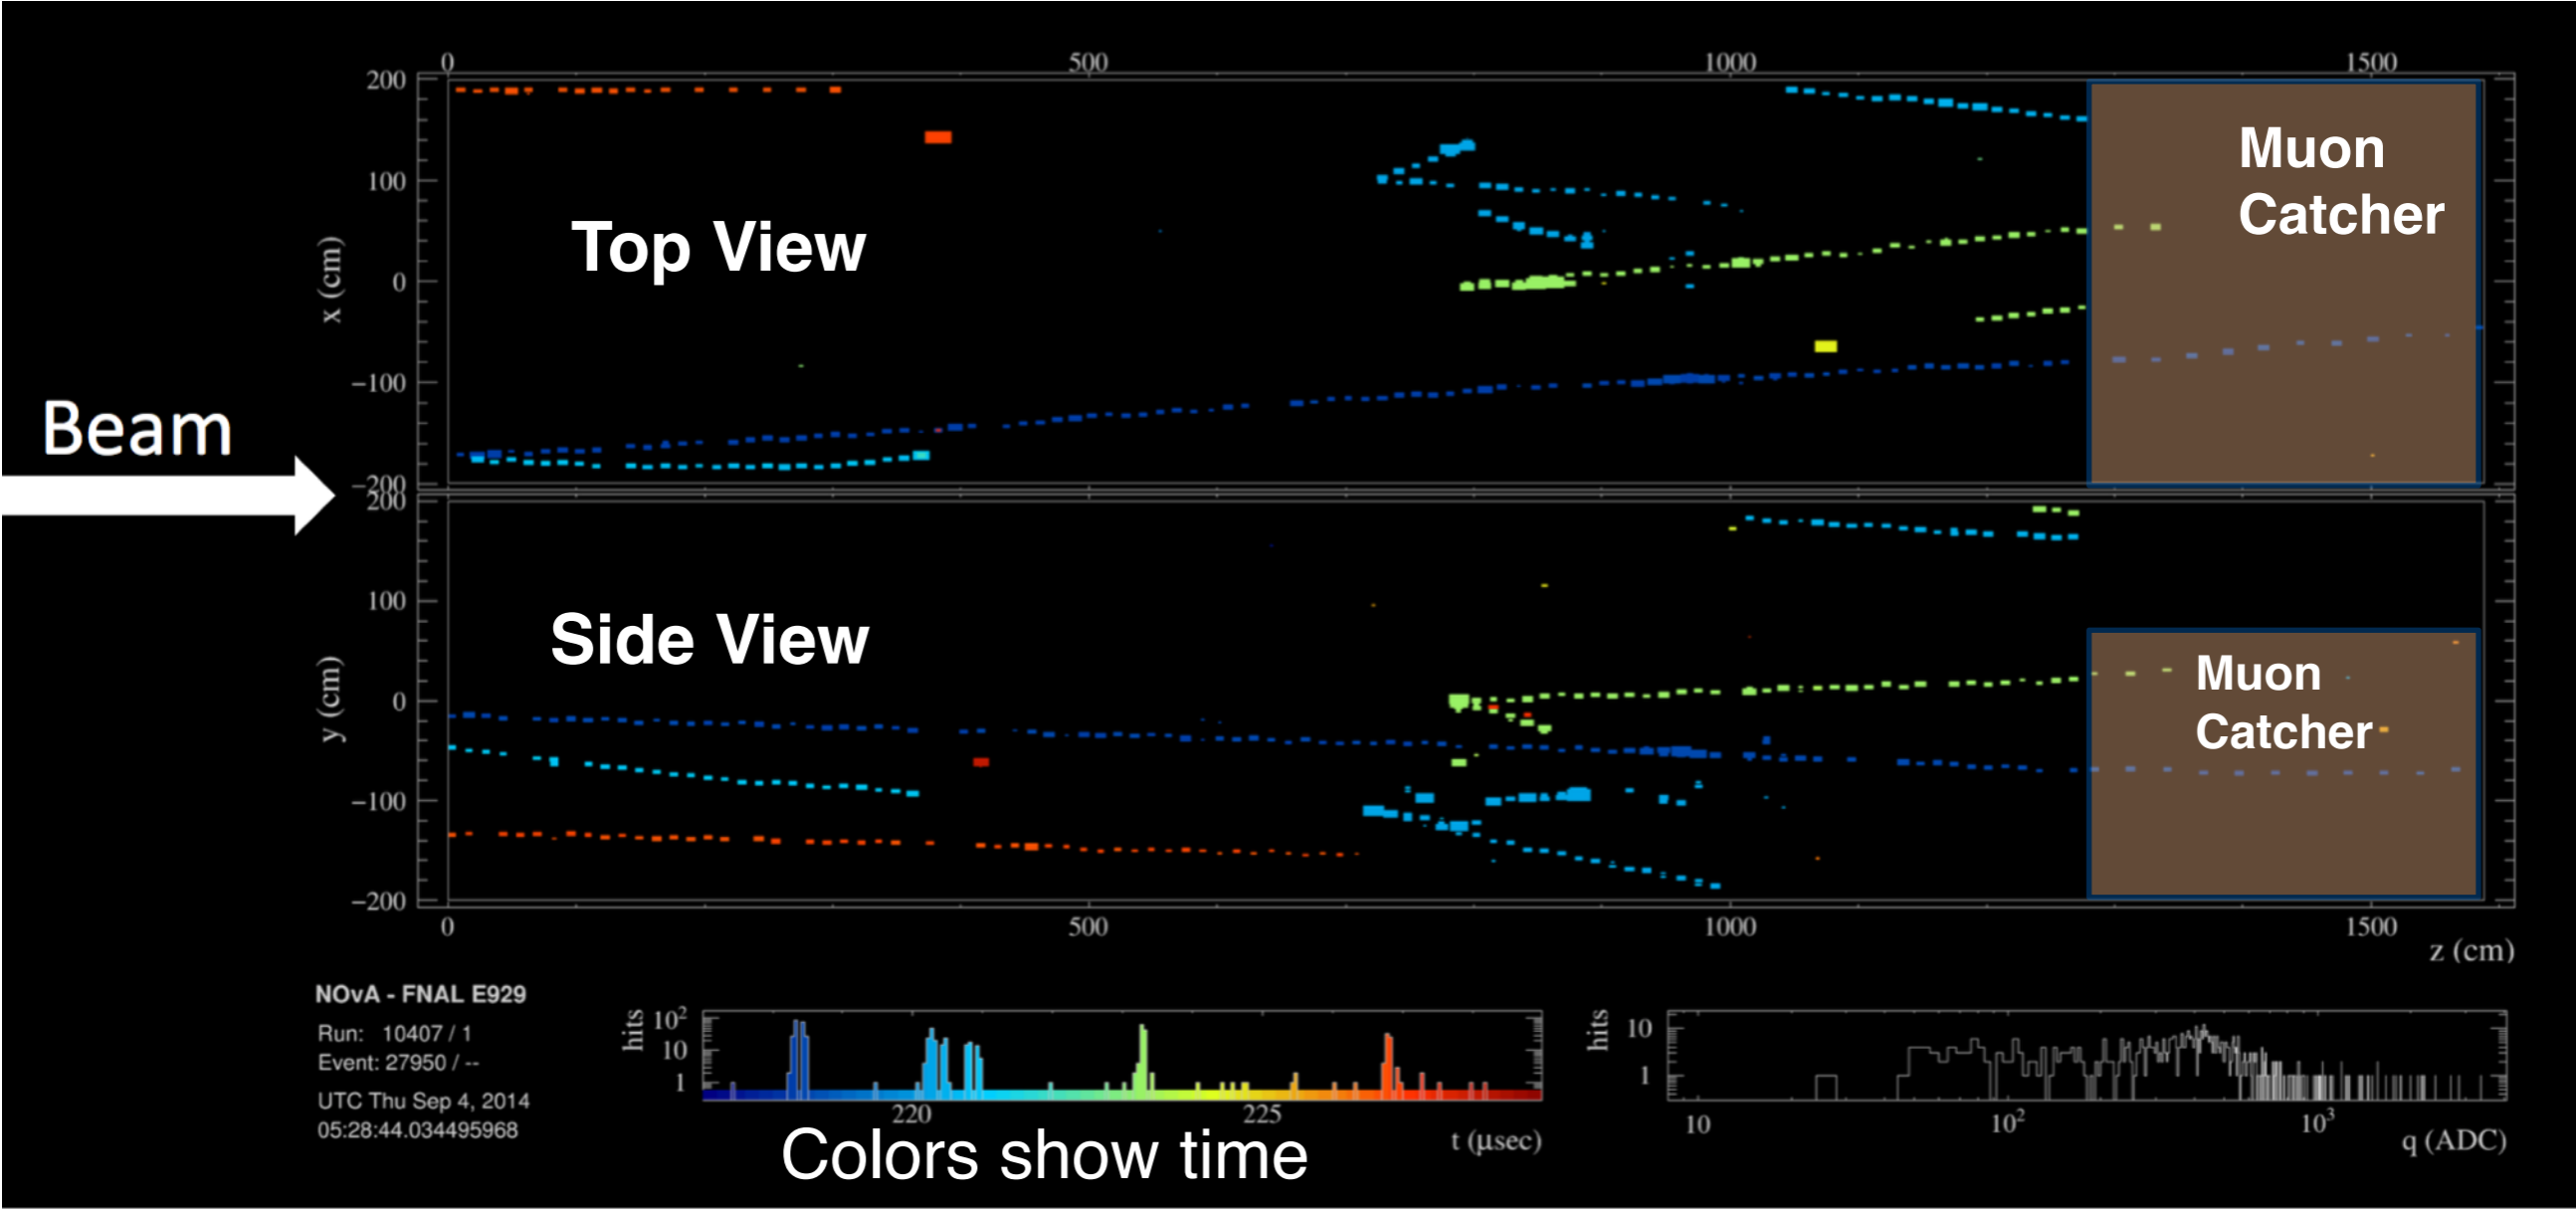 0 500 1000 1500
200
100
0
−100
−200
x (cm)
Top View
Muon
Catcher
Beam
200
100
0
−100
−200
y (cm)
Side View
Muon
Catcher
0 500 1000 1500
z (cm)
NOvA - FNAL E929
Run: 10407 / 1
Event: 27950 / --
UTC Thu Sep 4, 2014
05:28:44.034495968
hits
10²
10
1
220 225
t (μsec)
Colors show time
hits
10
1
10 10² 10³
q (ADC)